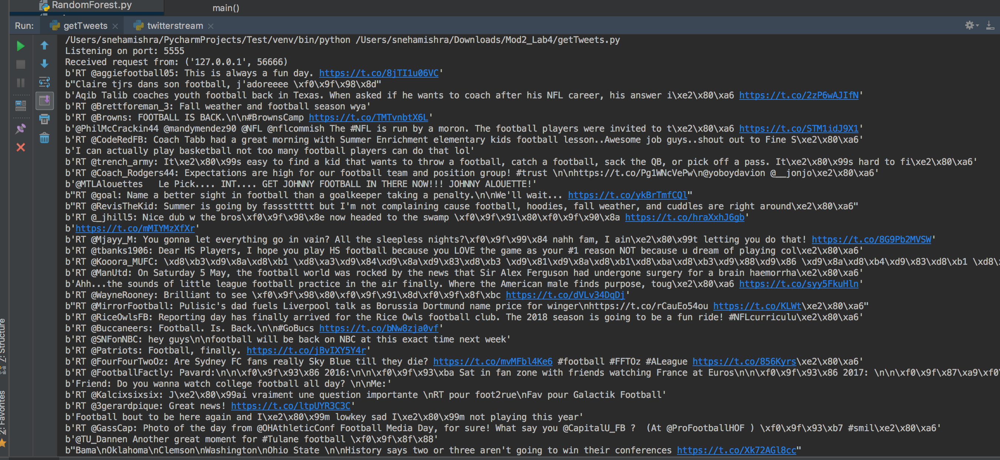 RandomForest.py
main()
Run: getTweets twitterstream
/Users/snehamishra/PycharmProjects/Test/venv/bin/python /Users/snehamishra/Downloads/Mod2_Lab4/getTweets.py
Listening on port: 5555
Received request from: ('127.0.0.1', 56666)
b'RT @aggiefootball05: This is always a fun day. https://t.co/8jTI1u06VC'
b"Claire tjrs dans son football, j'adoreeee \xf0\x9f\x98\x8d"
b'Aqib Talib coaches youth football back in Texas. When asked if he wants to coach after his NFL career, his answer i\xe2\x80\xa6 https://t.co/2zP6wAJIfN'
b'RT @Brettforeman_3: Fall weather and football season wya'
b'RT @Browns: FOOTBALL IS BACK.\n\n#BrownsCamp https://t.co/TMTvnbtX6L'
b'@PhilMcCrackin44 @mandymendez90 @NFL @nflcommish The #NFL is run by a moron. The football players were invited to t\xe2\x80\xa6 https://t.co/STM1idJ9X1'
b'RT @CodeRedFB: Coach Tabb had a great morning with Summer Enrichment elementary kids football lesson..Awesome job guys..shout out to Fine S\xe2\x80\xa6'
b'I can actually play basketball not too many football players can do that lol'
b'RT @trench_army: It\xe2\x80\x99s easy to find a kid that wants to throw a football, catch a football, sack the QB, or pick off a pass. It\xe2\x80\x99s hard to fi\xe2\x80\xa6'
b'RT @Coach_Rodgers44: Expectations are high for our football team and position group! #trust \n\nhttps://t.co/Pg1WNcVePw\n@yoboydavion @__jonjo\xe2\x80\xa6'
b'@MTLAlouettes   Le Pick.... INT.... GET JOHNNY FOOTBALL IN THERE NOW!!! JOHNNY ALOUETTE!'
b"RT @goal: Name a better sight in football than a goalkeeper taking a penalty.\n\nWe'll wait... https://t.co/ykBrTmfCQl"
b"RT @RevisTheKid: Summer is going by fasssttttt but I'm not complaining cause football, hoodies, fall weather, and cuddles are right around\xe2\x80\xa6"
b'RT @_jhill5: Nice dub w the bros\xf0\x9f\x98\x8e now headed to the swamp \xf0\x9f\x91\x80\xf0\x9f\x90\x8a https://t.co/hraXxhJ6gb'
b'https://t.co/mMIYMzXfXr'
b'RT @Mjayy_M: You gonna let everything go in vain? All the sleepless nights?\xf0\x9f\x99\x84 nahh fam, I ain\xe2\x80\x99t letting you do that! https://t.co/8G9Pb2MVSW'
b'RT @tbanks1906: Dear HS Players, I hope you play HS football because you LOVE the game as your #1 reason NOT because u dream of playing col\xe2\x80\xa6'
b'RT @Kooora_MUFC: \xd8\xb3\xd9\x8a\xd8\xb1 \xd8\xa3\xd9\x84\xd9\x8a\xd9\x83\xd8\xb3 \xd9\x81\xd9\x8a\xd8\xb1\xd8\xba\xd8\xb3\xd9\x88\xd9\x86 \xd9\x8a\xd8\xb4\xd9\x83\xd8\xb1 \xd8\
b'RT @ManUtd: On Saturday 5 May, the football world was rocked by the news that Sir Alex Ferguson had undergone surgery for a brain haemorrha\xe2\x80\xa6'
b'Ahh...the sounds of little league football practice in the air finally. Where the American male finds purpose, toug\xe2\x80\xa6 https://t.co/syy5FkuHln'
b'RT @WayneRooney: Brilliant to see \xf0\x9f\x98\x80\xf0\x9f\x91\x8d\xf0\x9f\x8f\xbc https://t.co/dVLv34DqDj'
b"RT @MirrorFootball: Pulisic's dad fuels Liverpool talk as Borussia Dortmund name price for winger\nhttps://t.co/rCauEo54ou https://t.co/KLWt\xe2\x80\xa6"
b'RT @RiceOwlsFB: Reporting day has finally arrived for the Rice Owls football club. The 2018 season is going to be a fun ride! #NFLcurriculu\xe2\x80\xa6'
b'RT @Buccaneers: Football. Is. Back.\n\n#GoBucs https://t.co/bNw8zja0vf'
b'RT @SNFonNBC: hey guys\n\nfootball will be back on NBC at this exact time next week'
b'RT @Patriots: Football, finally. https://t.co/jBvIXY5Y4r'
b'RT @FourFourTwoOz: Are Sydney FC fans really Sky Blue till they die? https://t.co/mvMFbl4Ke6 #football #FFTOz #ALeague https://t.co/856Kyrs\xe2\x80\xa6'
b'RT @FootballFactly: Pavard:\n\n\xf0\x9f\x93\x86 2016:\n\n\xf0\x9f\x93\xba Sat in fan zone with friends watching France at Euros\n\n\xf0\x9f\x93\x86 2017: \n\n\xf0\x9f\x87\xa9\xf0\
b'Friend: Do you wanna watch college football all day? \n\nMe:'
b'RT @Kalcixsixsix: J\xe2\x80\x99ai vraiment une question importante \nRT pour foot2rue\nFav pour Galactik Football'
b'RT @3gerardpique: Great news! https://t.co/ltpUYR3C3C'
b'Football bout to be here again and I\xe2\x80\x99m lowkey sad I\xe2\x80\x99m not playing this year'
b'RT @GassCap: Photo of the day from @OHAthleticConf Football Media Day, for sure! What say you @CapitalU_FB ?  (At @ProFootballHOF ) \xf0\x9f\x93\xb7 #smil\xe2\x80\xa6'
b'@TU_Dannen Another great moment for #Tulane football \xf0\x9f\x8f\x88'
b"Bama\nOklahoma\nClemson\nWashington\nOhio State \n\nHistory says two or three aren't going to win their conferences https://t.co/Xk72AGl8cc"
Z: Structure
2: Favorites